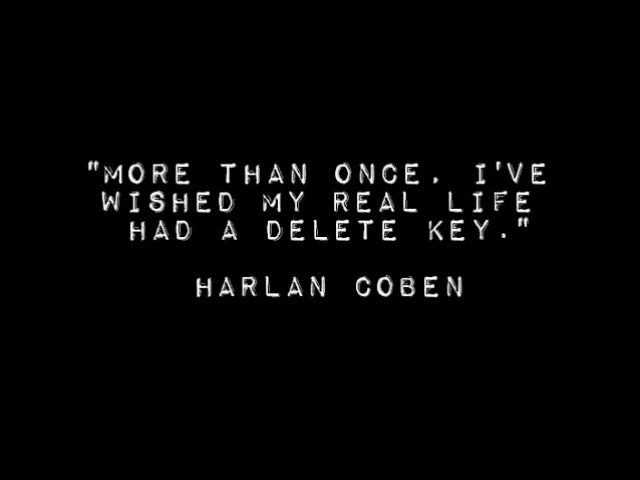 "MORE THAN ONCE, I'VE
WISHED MY REAL LIFE
HAD A DELETE KEY."
HARLAN COBEN